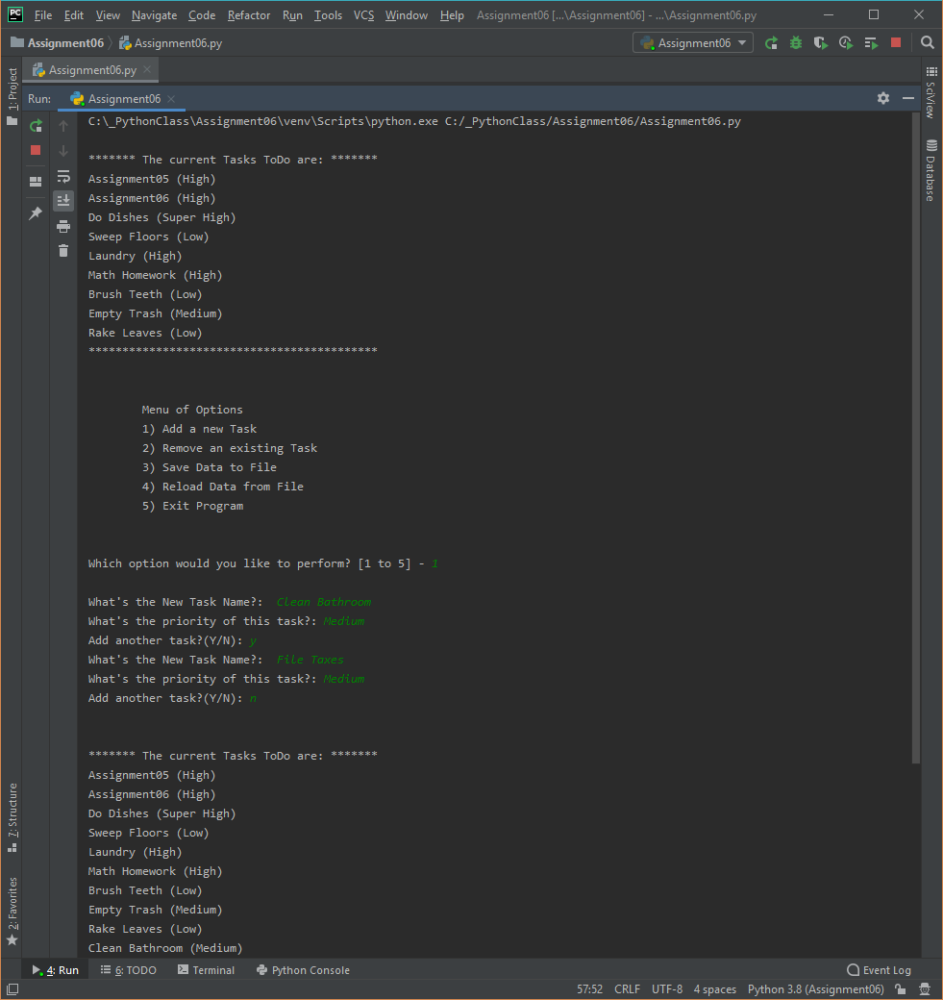 PC File Edit View Navigate Code Refactor Run Tools VCS Window Help Assignment06 [...\Assignment06] - ...\Assignment06.py
Assignment06 Assignment06.py Assignment06
Assignment06.py
Run: Assignment06
1: Project
7: Structure
2: Favorites
SciView
Database
C:\_PythonClass\Assignment06\venv\Scripts\python.exe C:/_PythonClass/Assignment06/Assignment06.py
******* The current Tasks ToDo are: *******
Assignment05 (High)
Assignment06 (High)
Do Dishes (Super High)
Sweep Floors (Low)
Laundry (High)
Math Homework (High)
Brush Teeth (Low)
Empty Trash (Medium)
Rake Leaves (Low)
*******************************************
Menu of Options
1) Add a new Task
2) Remove an existing Task
3) Save Data to File
4) Reload Data from File
5) Exit Program
Which option would you like to perform? [1 to 5] - 1
What's the New Task Name?:  Clean Bathroom
What's the priority of this task?: Medium
Add another task?(Y/N): y
What's the New Task Name?:  File Taxes
What's the priority of this task?: Medium
Add another task?(Y/N): n
******* The current Tasks ToDo are: *******
Assignment05 (High)
Assignment06 (High)
Do Dishes (Super High)
Sweep Floors (Low)
Laundry (High)
Math Homework (High)
Brush Teeth (Low)
Empty Trash (Medium)
Rake Leaves (Low)
Clean Bathroom (Medium)
4: Run 6: TODO Terminal Python Console Event Log
57:52 CRLF UTF-8 4 spaces Python 3.8 (Assignment06)